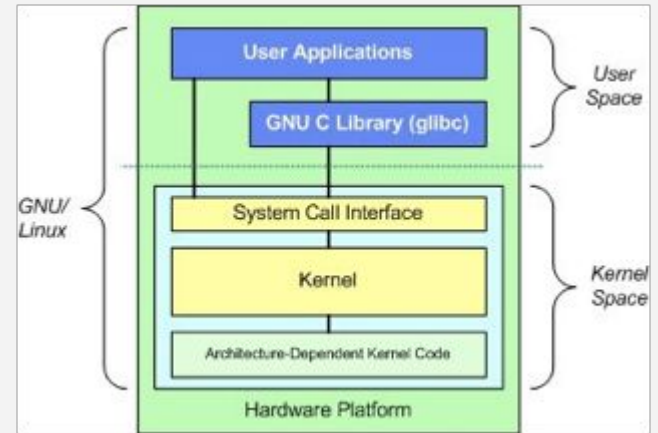 User Applications
User
Space
GNU C Library (glibc)
GNU/
Linux
System Call Interface
Kernel
Kernel
Space
Architecture-Dependent Kernel Code
Hardware Platform